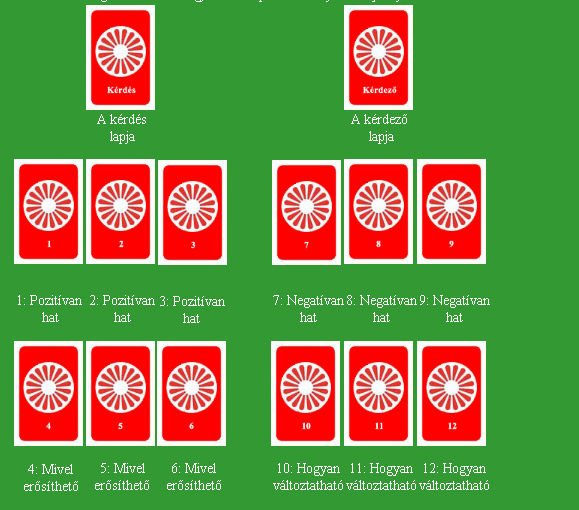 Kérdés
Kérdező
A kérdés
lapja
A kérdező
lapja
1
2
3
7
8
9
1: Pozitívan
hat
2: Pozitívan
hat
3: Pozitívan
hat
7: Negatívan
hat
8: Negatívan
hat
9: Negatívan
hat
4
5
6
10
11
12
4: Mivel
erősíthető
5: Mivel
erősíthető
6: Mivel
erősíthető
10: Hogyan
változtatható
11: Hogyan
változtatható
12: Hogyan
változtatható